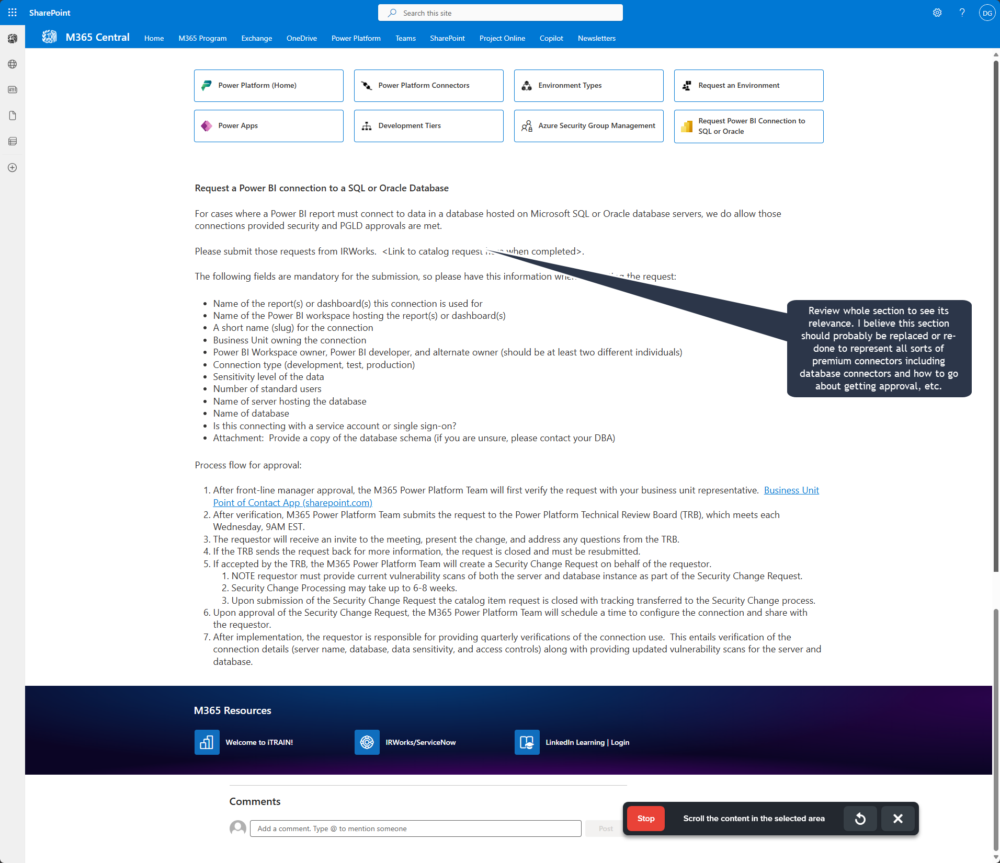 SharePoint
Search this site
DG
M365 Central
Home
M365 Program
Exchange
OneDrive
Power Platform
Teams
SharePoint
Project Online
Copilot
Newsletters
Power Platform (Home)
Power Platform Connectors
Environment Types
Request an Environment
Power Apps
Development Tiers
Azure Security Group Management
Request Power BI Connection to
SQL or Oracle
Request a Power BI connection to a SQL or Oracle Database
For cases where a Power BI report must connect to data in a database hosted on Microsoft SQL or Oracle database servers, we do allow those
connections provided security and PGLD approvals are met.
Please submit those requests from IRWorks.  <Link to catalog request here when completed>.
The following fields are mandatory for the submission, so please have this information when the request:
• Name of the report(s) or dashboard(s) this connection is used for
• Name of the Power BI workspace hosting the report(s) or dashboard(s)
• A short name (slug) for the connection
• Business Unit owning the connection
• Power BI Workspace owner, Power BI developer, and alternate owner (should be at least two different individuals)
• Connection type (development, test, production)
• Sensitivity level of the data
• Number of standard users
• Name of server hosting the database
• Name of database
• Is this connecting with a service account or single sign-on?
• Attachment:  Provide a copy of the database schema (if you are unsure, please contact your DBA)
Review whole section to see its
relevance. I believe this section
should probably be replaced or re-
done to represent all sorts of
premium connectors including
database connectors and how to go
about getting approval, etc.
Process flow for approval:
1. After front-line manager approval, the M365 Power Platform Team will first verify the request with your business unit representative.  Business Unit
Point of Contact App (sharepoint.com)
2. After verification, M365 Power Platform Team submits the request to the Power Platform Technical Review Board (TRB), which meets each
Wednesday, 9AM EST.
3. The requestor will receive an invite to the meeting, present the change, and address any questions from the TRB.
4. If the TRB sends the request back for more information, the request is closed and must be resubmitted.
5. If accepted by the TRB, the M365 Power Platform Team will create a Security Change Request on behalf of the requestor.
1. NOTE requestor must provide current vulnerability scans of both the server and database instance as part of the Security Change Request.
2. Security Change Processing may take up to 6-8 weeks.
3. Upon submission of the Security Change Request the catalog item request is closed with tracking transferred to the Security Change process.
6. Upon approval of the Security Change Request, the M365 Power Platform Team will schedule a time to configure the connection and share with
the requestor.
7. After implementation, the requestor is responsible for providing quarterly verifications of the connection use.  This entails verification of the
connection details (server name, database, data sensitivity, and access controls) along with providing updated vulnerability scans for the server and
database.
M365 Resources
Welcome to iTRAIN!
IRWorks/ServiceNow
LinkedIn Learning | Login
Comments
Add a comment. Type @ to mention someone
Post
Stop
Scroll the content in the selected area